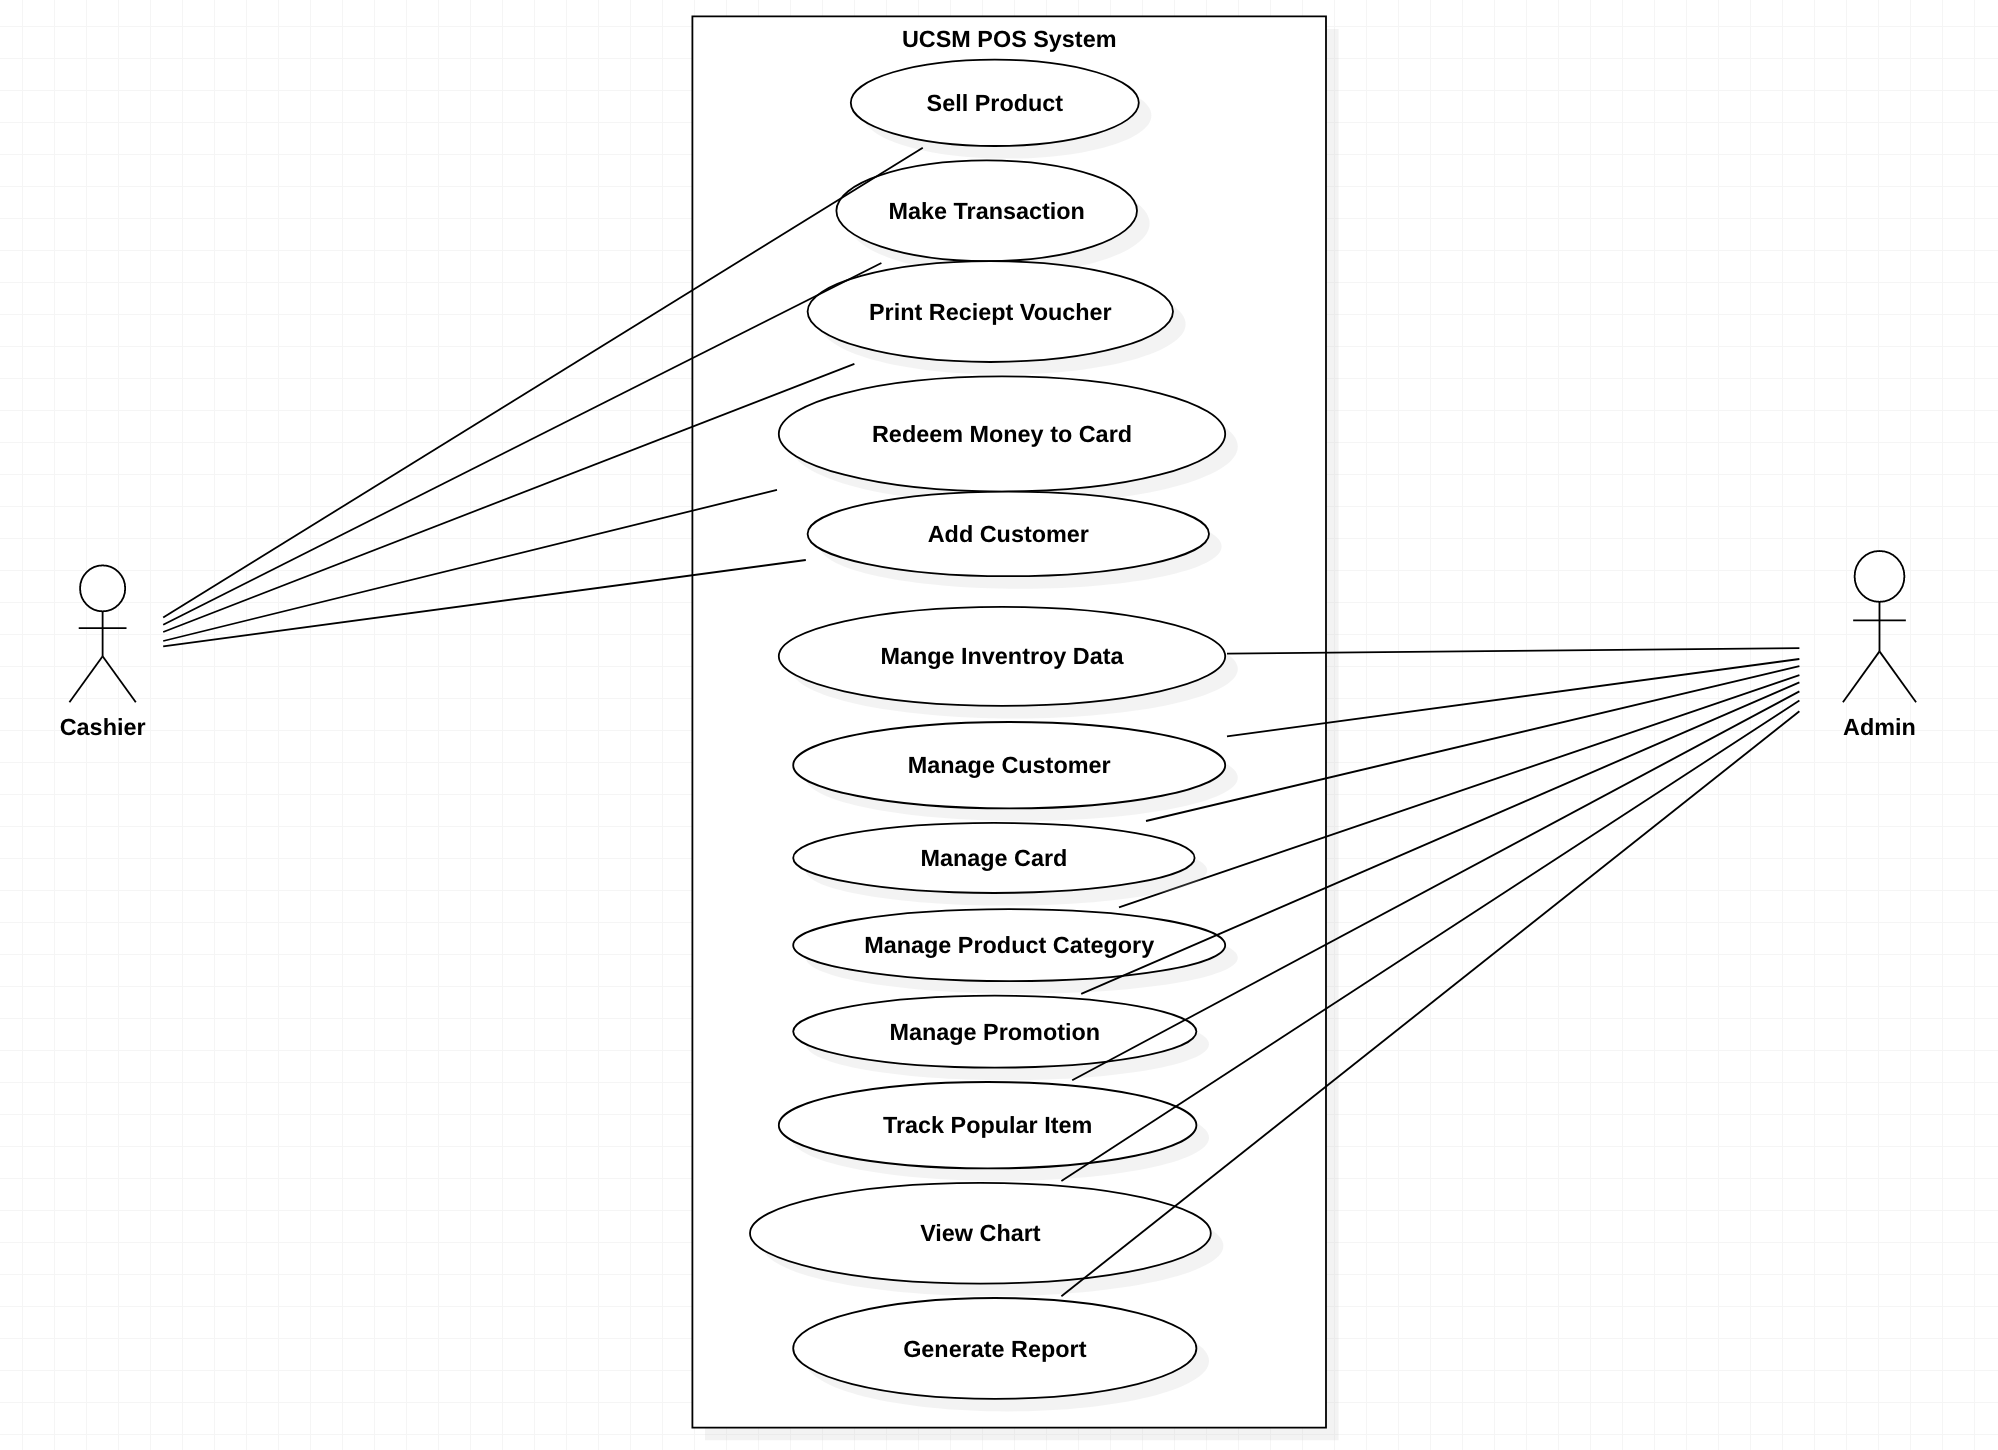 UCSM POS System
Sell Product
Make Transaction
Print Reciept Voucher
Redeem Money to Card
Add Customer
Mange Inventroy Data
Cashier
Admin
Manage Customer
Manage Card
Manage Product Category
Manage Promotion
Track Popular Item
View Chart
Generate Report